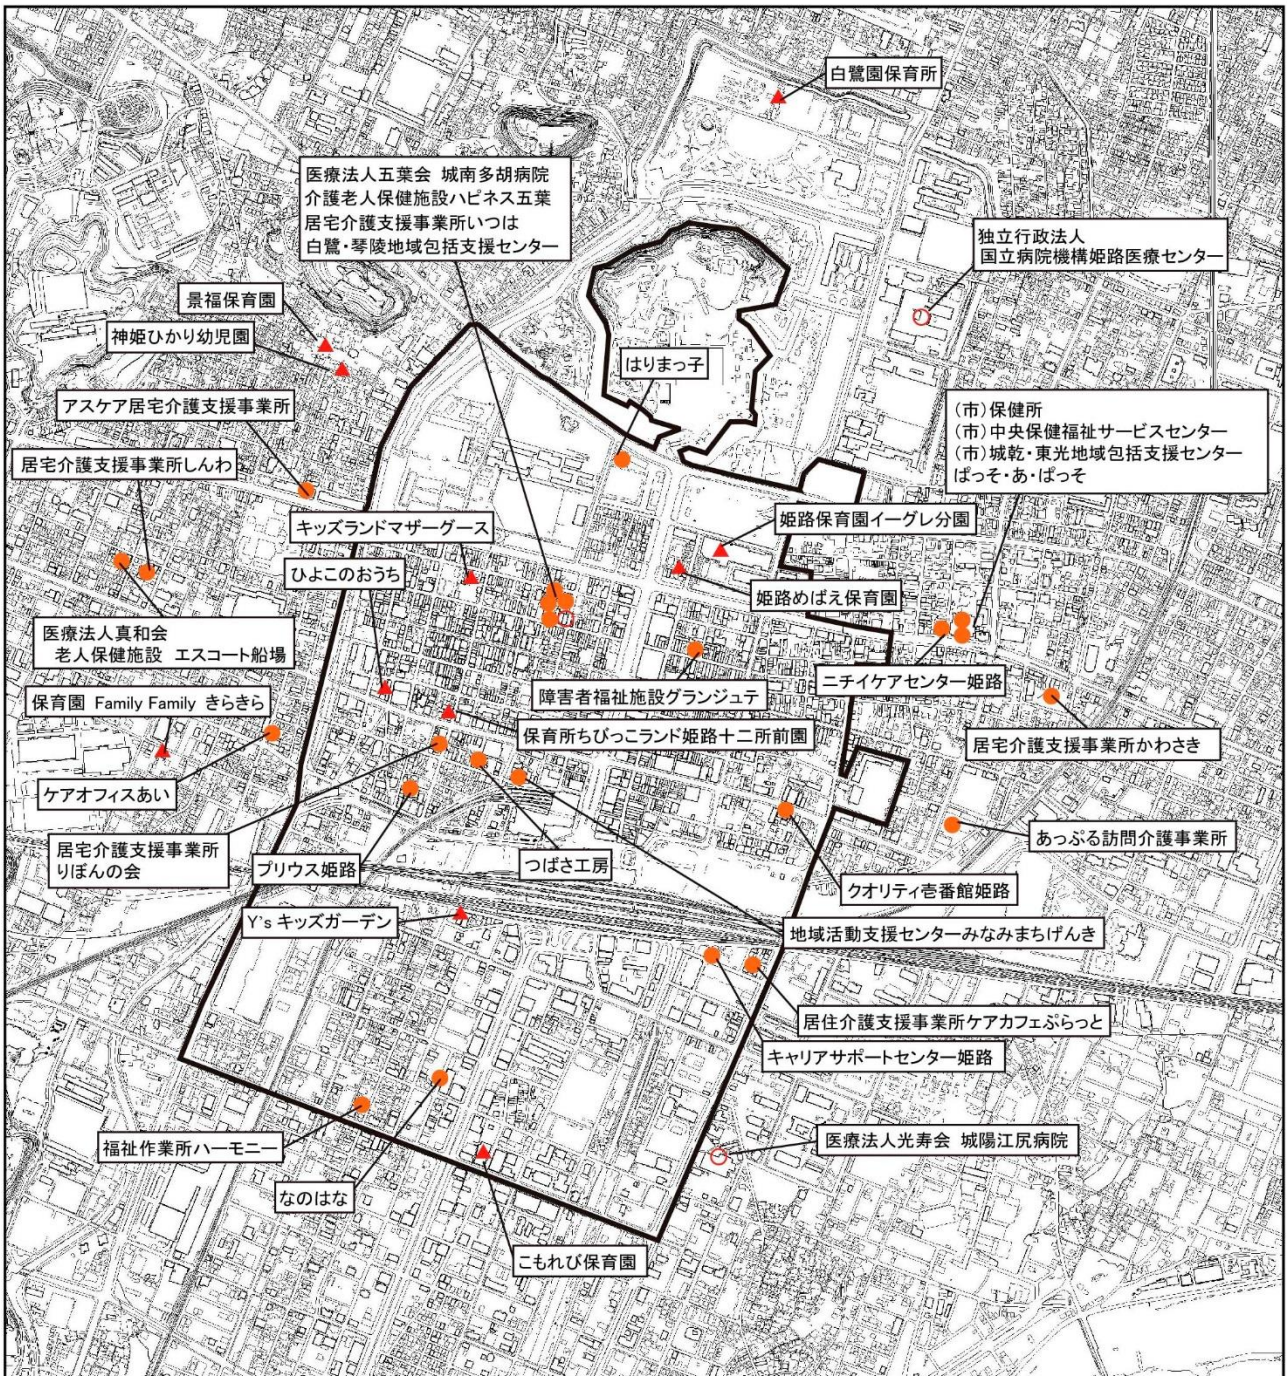 白鷺園保育所
医療法人五葉会 城南多胡病院
介護老人保健施設ハピネス五葉
居宅介護支援事業所いつは
白鷺・琴陵地域包括支援センター
独立行政法人
国立病院機構姫路医療センター
景福保育園
神姫ひかり幼児園
はりまっ子
アスケア居宅介護支援事業所
(市)保健所
(市)中央保健福祉サービスセンター
(市)城乾・東光地域包括支援センター
ぱっそ・あ・ぱっそ
居宅介護支援事業所しんわ
キッズランドマザーグース
姫路保育園イーグレ分園
ひよこのおうち
姫路めばえ保育園
医療法人真和会
老人保健施設 エスコート船場
障害者福祉施設グランジュテ
ニチイケアセンター姫路
保育園 Family Family きらきら
保育所ちびっこランド姫路十二所前園
居宅介護支援事業所かわさき
ケアオフィスあい
あっぷる訪問介護事業所
居宅介護支援事業所
りぼんの会
プリウス姫路
つばさ工房
クオリティ壱番館姫路
Y's キッズガーデン
地域活動支援センターみなみまちげんき
居住介護支援事業所ケアカフェぷらっと
キャリアサポートセンター姫路
福祉作業所ハーモニー
医療法人光寿会 城陽江尻病院
なのはな
こもれび保育園